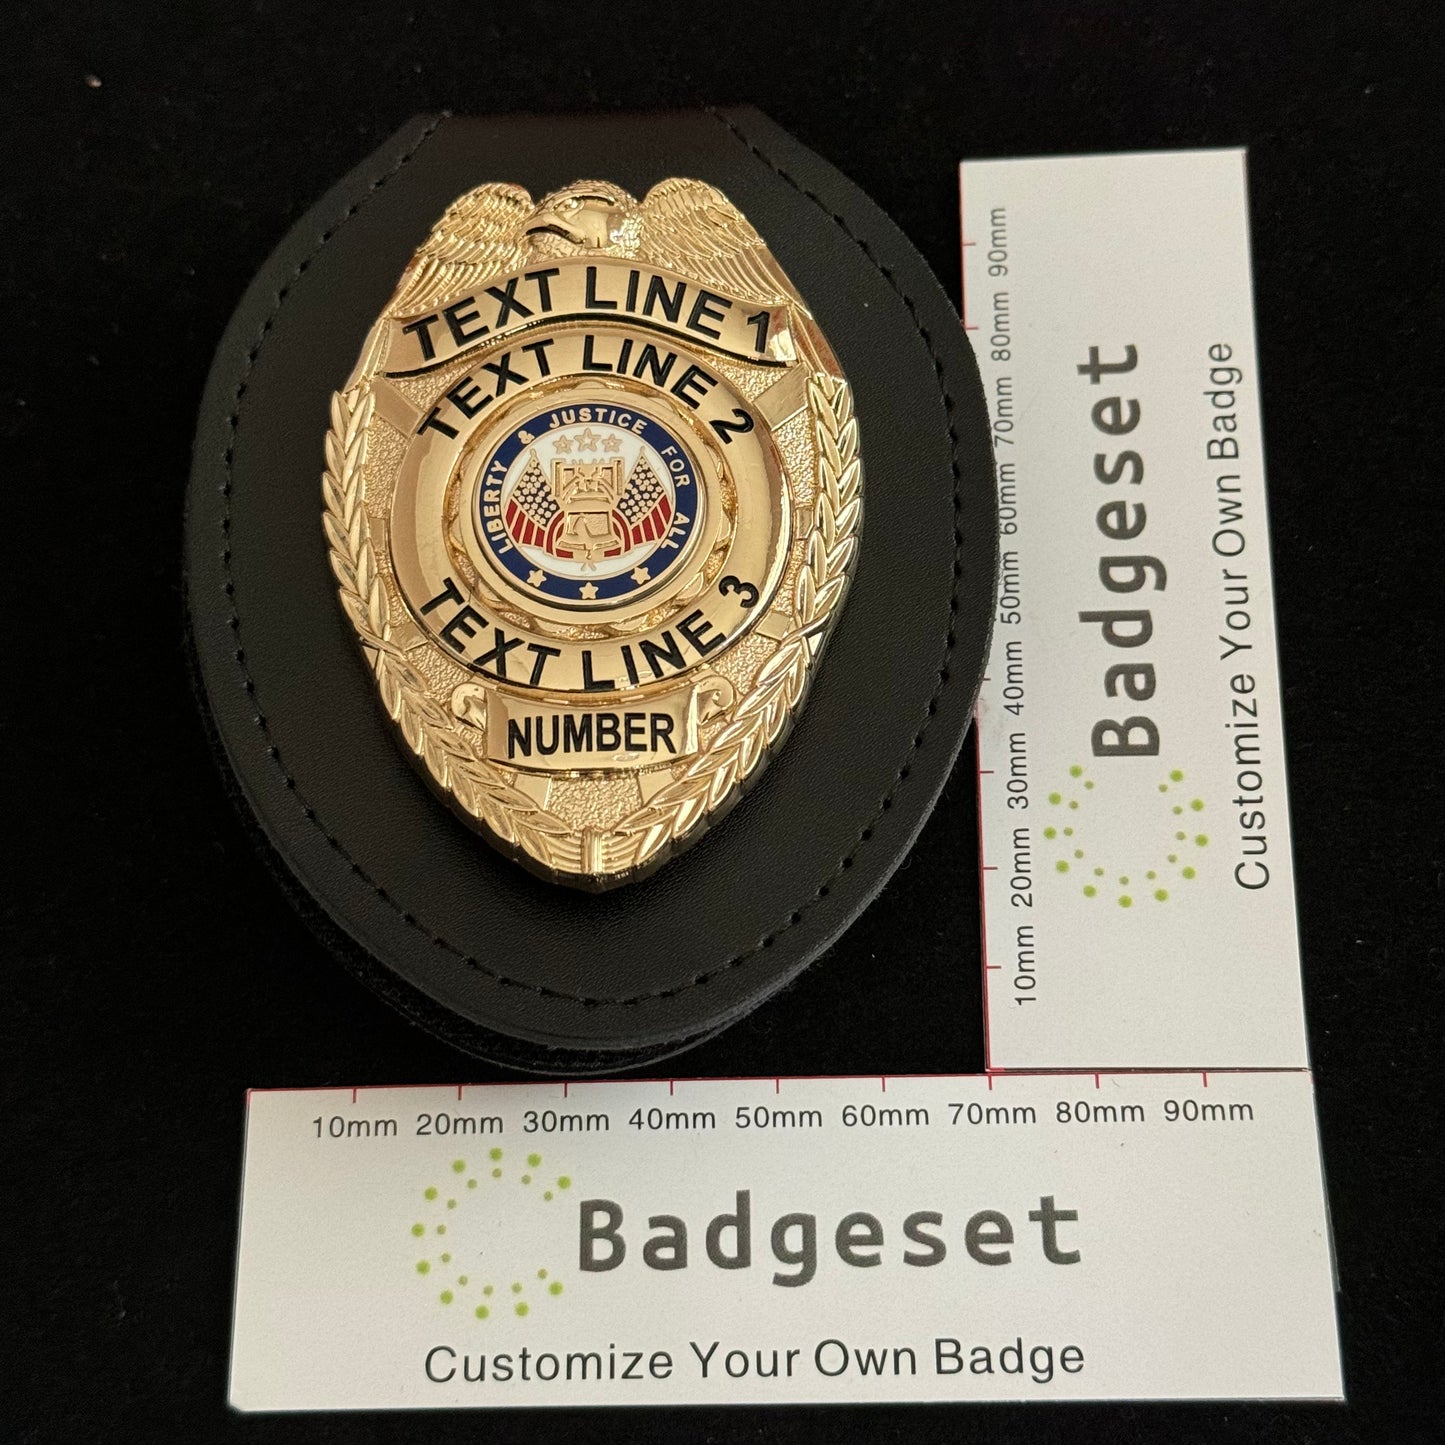 TEXT LINE 1
TEXT LINE 2
LIBERTY & JUSTICE FOR ALL
TEXT LINE 3
NUMBER
10mm 20mm 30mm 40mm 50mm 60mm 70mm 80mm 90mm
Badgeset
Customize Your Own Badge
10mm 20mm 30mm 40mm 50mm 60mm 70mm 80mm 90mm
Badgeset
Customize Your Own Badge